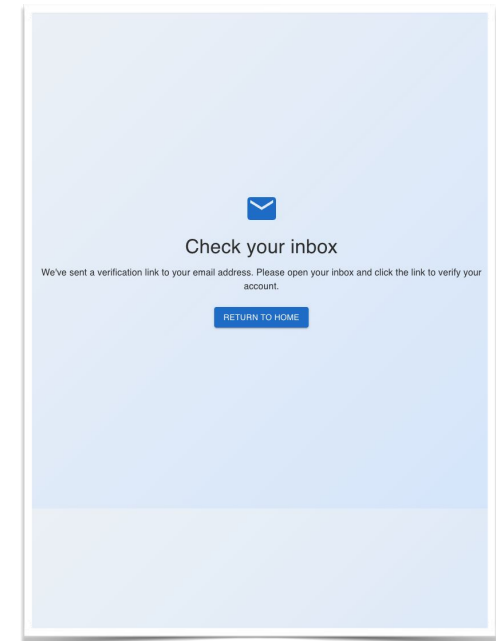 Check your inbox
We've sent a verification link to your email address. Please open your inbox and click the link to verify your
account.
RETURN TO HOME